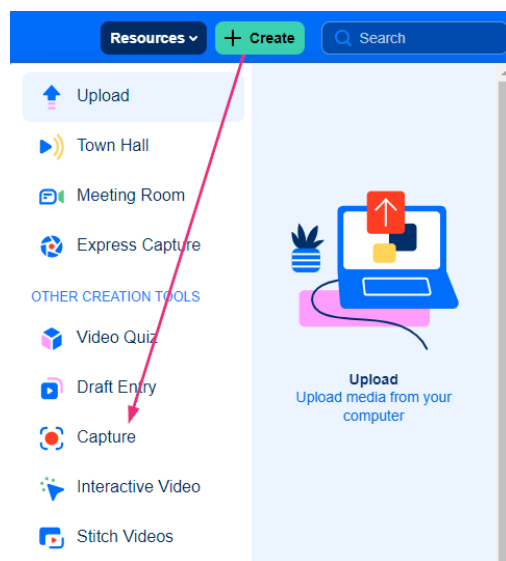 Resources
+ Create
Search
Upload
Town Hall
Meeting Room
Express Capture
OTHER CREATION TOOLS
Video Quiz
Draft Entry
Capture
Interactive Video
Stitch Videos
Upload
Upload media from your
computer